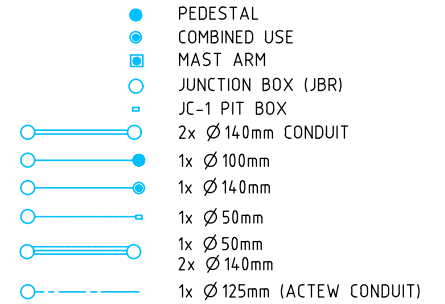 PEDESTAL
COMBINED USE
MAST ARM
JUNCTION BOX (JBR)
JC-1 PIT BOX
2x Ø140mm CONDUIT
1x Ø100mm
1x Ø140mm
1x Ø50mm
1x Ø50mm
2x Ø140mm
1x Ø125mm (ACTEW CONDUIT)